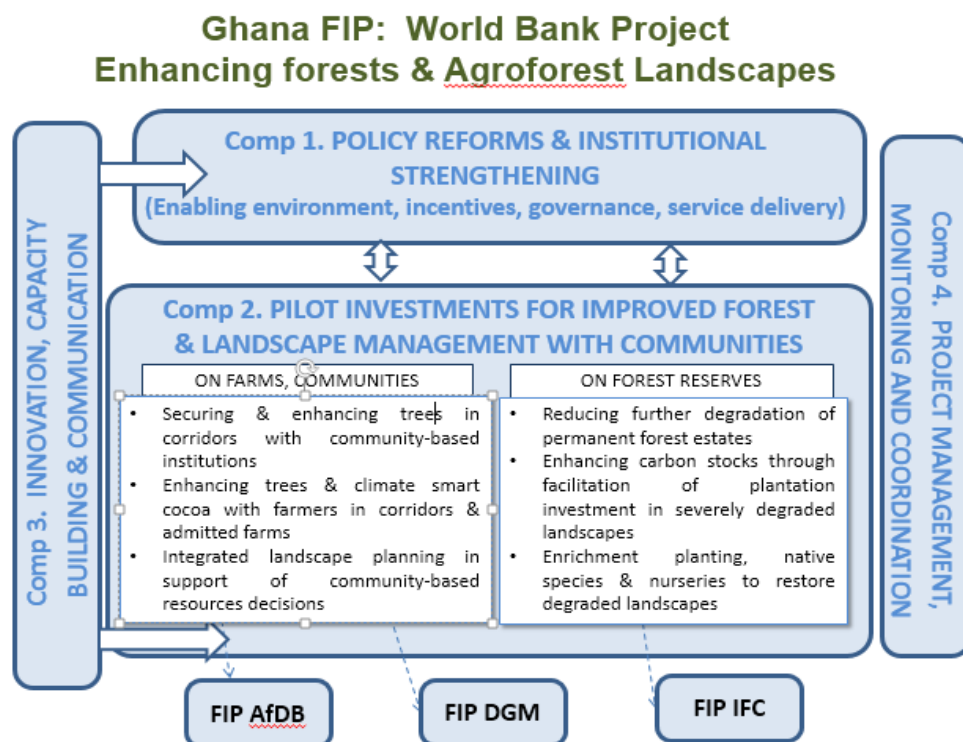 Ghana FIP: World Bank Project
Enhancing forests & Agroforest Landscapes
Comp 3. INNOVATION, CAPACITY
BUILDING & COMMUNICATION
Comp 1. POLICY REFORMS & INSTITUTIONAL
STRENGTHENING
(Enabling environment, incentives, governance, service delivery)
Comp 2. PILOT INVESTMENTS FOR IMPROVED FOREST
& LANDSCAPE MANAGEMENT WITH COMMUNITIES
ON FARMS, COMMUNITIES
• Securing & enhancing trees in
corridors with community-based
institutions
• Enhancing trees & climate smart
cocoa with farmers in corridors &
admitted farms
• Integrated landscape planning in
support of community-based
resources decisions
ON FOREST RESERVES
• Reducing further degradation of
permanent forest estates
• Enhancing carbon stocks through
facilitation of plantation
investment in severely degraded
landscapes
• Enrichment planting, native
species & nurseries to restore
degraded landscapes
Comp 4. PROJECT MANAGEMENT,
MONITORING AND COORDINATION
FIP AfDB
FIP DGM
FIP IFC